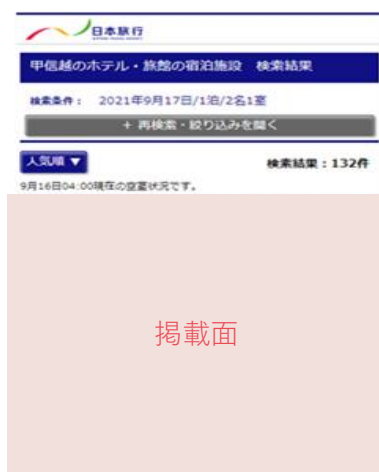 日本旅行
甲信越のホテル・旅館の宿泊施設 検索結果
検索条件： 2021年9月17日/1泊/2名1室
+ 再検索・絞り込みを開く
人気順 ▼ 検索結果：132件
9月16日04:00現在の空室状況です。
掲載面